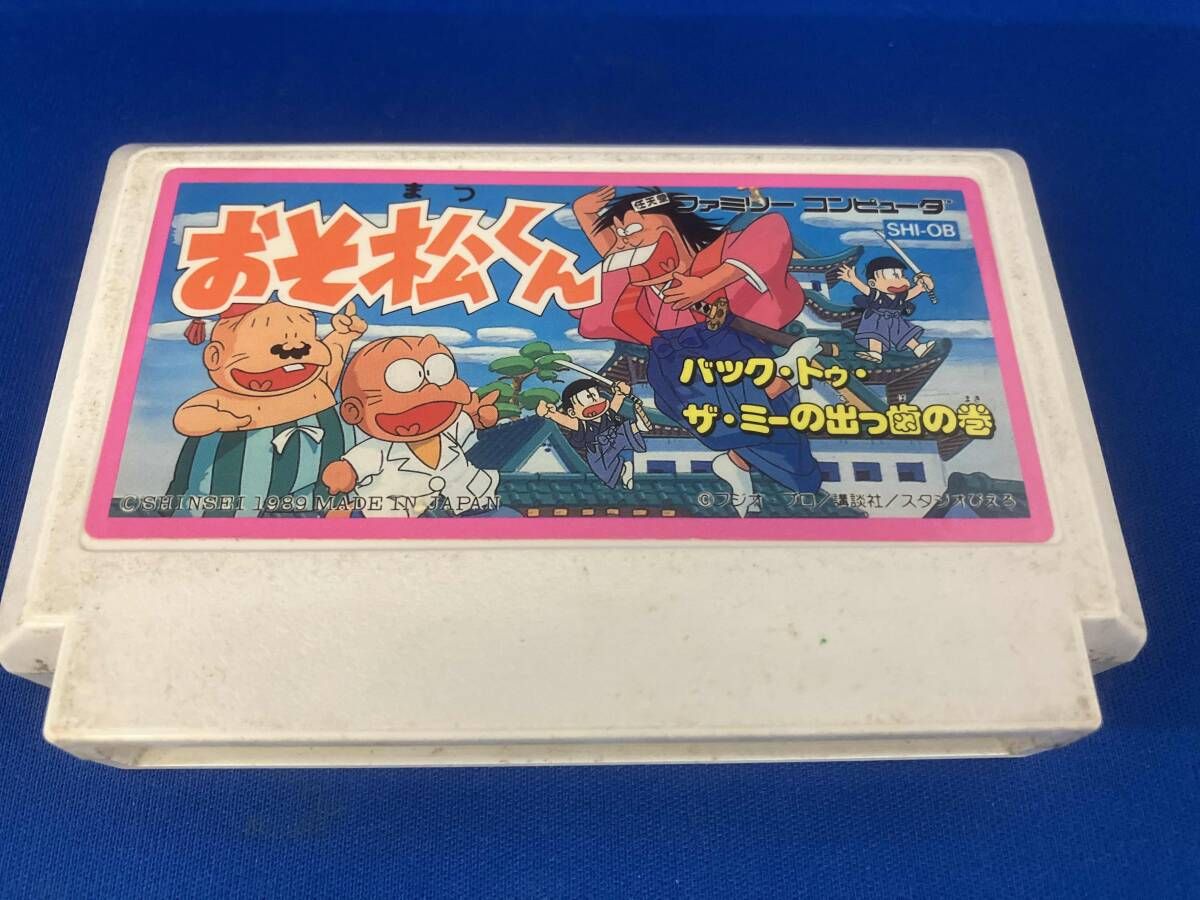 まつ
おそ松くん
任天堂 ファミリー コンピュータ
SHI-OB
バック・トゥ・
ザ・ミーの出っ歯の巻
ば
まき
©SHINSEI 1989 MADE IN JAPAN
©フジオ・プロ/講談社/スタジオぴえろ